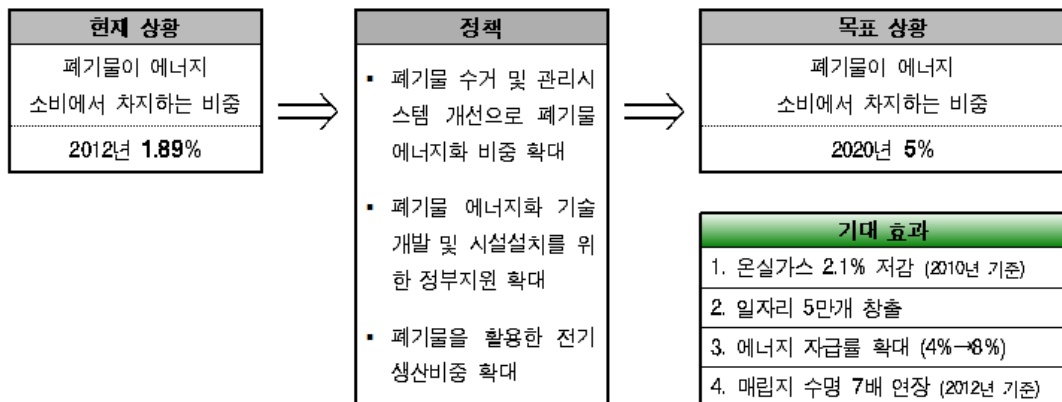 현재 상황
폐기물이 에너지
소비에서 차지하는 비중
2012년 1.89%
정책
▪ 폐기물 수거 및 관리시
스템 개선으로 폐기물
에너지화 비중 확대
▪ 폐기물 에너지화 기술
개발 및 시설설치를 위
한 정부지원 확대
▪ 폐기물을 활용한 전기
생산비중 확대
목표 상황
폐기물이 에너지
소비에서 차지하는 비중
2020년 5%
기대 효과
1. 온실가스 2.1% 저감 (2010년 기준)
2. 일자리 5만개 창출
3. 에너지 자급률 확대 (4%→8%)
4. 매립지 수명 7배 연장 (2012년 기준)